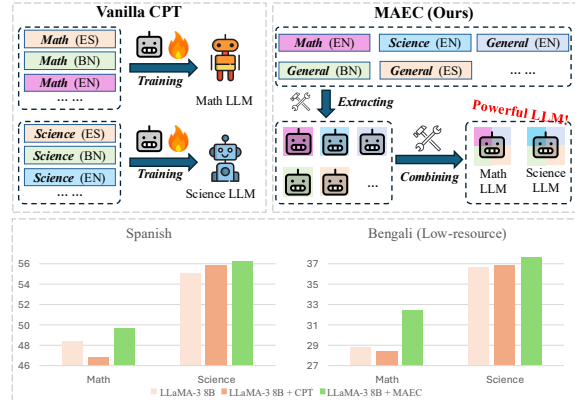 Vanilla CPT
Math (ES)
Math (BN)
Math (EN)
... ...
Training
Math LLM
Science (ES)
Science (BN)
Science (EN)
... ...
Training
Science LLM
MAEC (Ours)
Math (EN) Science (EN) General (EN)
General (BN) General (ES) ... ...
Extracting
Powerful LLM!
...
Combining
Math LLM
Science LLM
Spanish
56
54
52
50
48
46
Math Science
Bengali (Low-resource)
37
35
33
31
29
27
Math Science
LLaMA-3 8B LLaMA-3 8B + CPT LLaMA-3 8B + MAEC